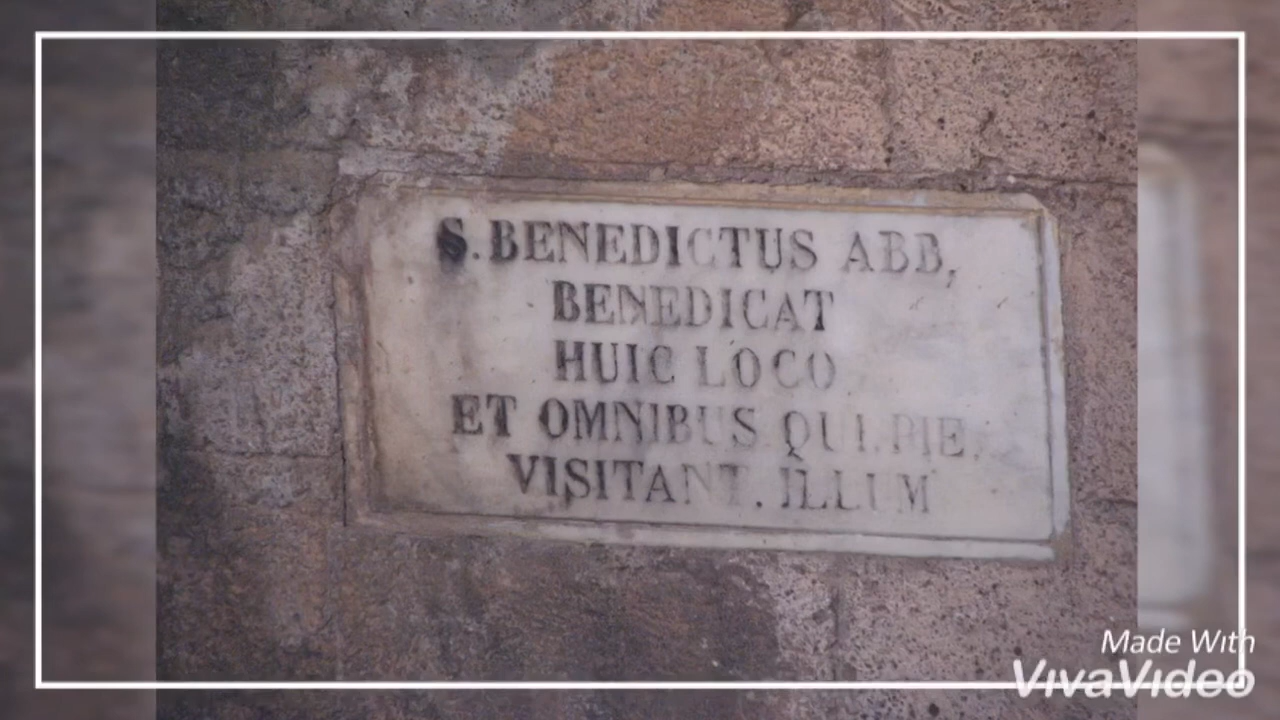 S. BENEDICTUS ABB,
BENEDICAT
HUIC LOCO
ET OMNIBUS QUI. PIE,
VISITANT. ILLUM
Made With
VivaVideo